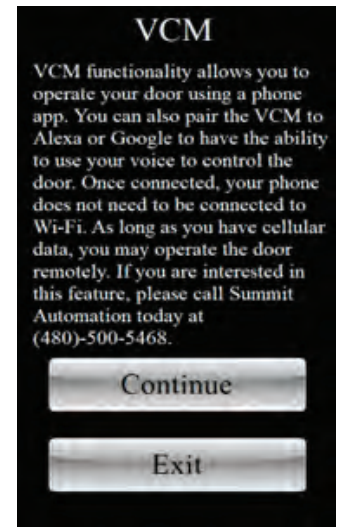 VCM
VCM functionality allows you to
operate your door using a phone
app. You can also pair the VCM to
Alexa or Google to have the ability
to use your voice to control the
door. Once connected, your phone
does not need to be connected to
Wi-Fi. As long as you have cellular
data, you may operate the door
remotely. If you are interested in
this feature, please call Summit
Automation today at
(480)-500-5468.
Continue
Exit